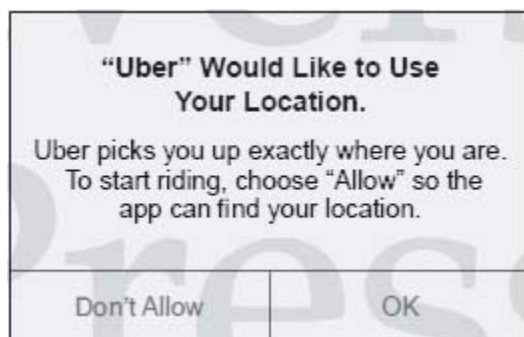 “Uber” Would Like to Use
Your Location.
Uber picks you up exactly where you are.
To start riding, choose “Allow” so the
app can find your location.
Don't Allow
OK
Press